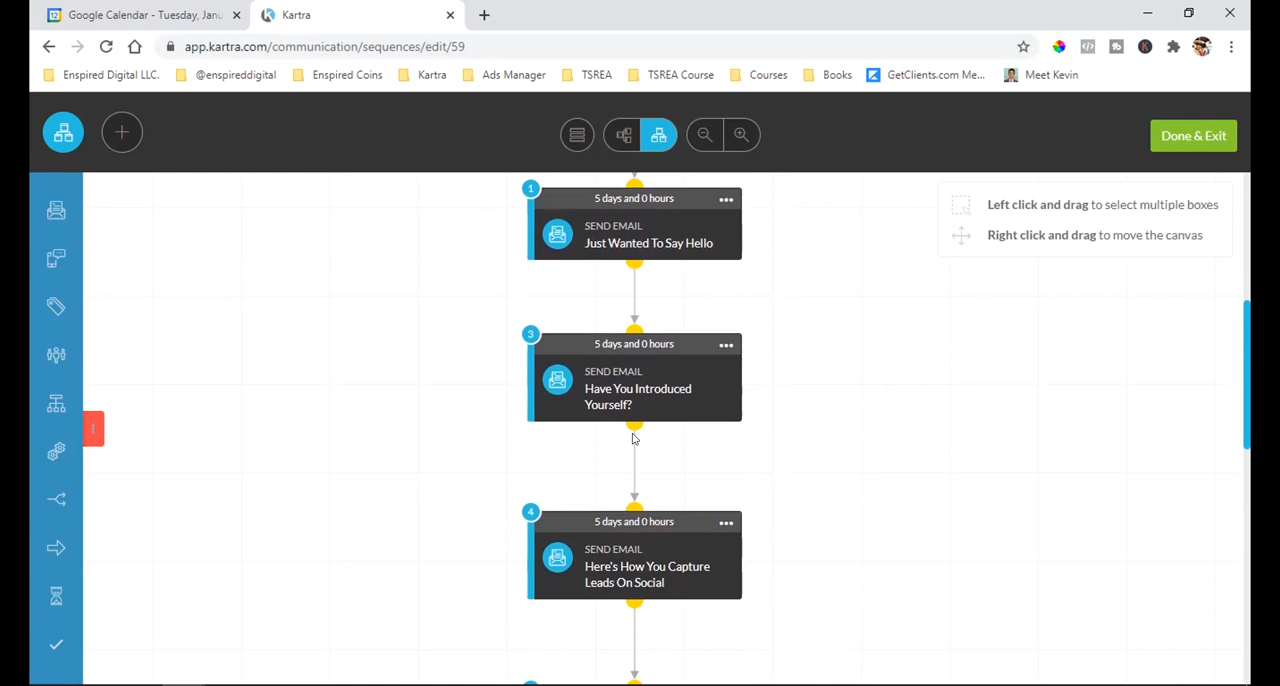 Google Calendar - Tuesday, Janu
Kartra
app.kartra.com/communication/sequences/edit/59
Enspired Digital LLC.
@enspireddigital
Enspired Coins
Kartra
Ads Manager
TSREA
TSREA Course
Courses
Books
GetClients.com Me...
Meet Kevin
Done & Exit
Left click and drag to select multiple boxes
Right click and drag to move the canvas
1
5 days and 0 hours
SEND EMAIL
Just Wanted To Say Hello
3
5 days and 0 hours
SEND EMAIL
Have You Introduced
Yourself?
4
5 days and 0 hours
SEND EMAIL
Here's How You Capture
Leads On Social